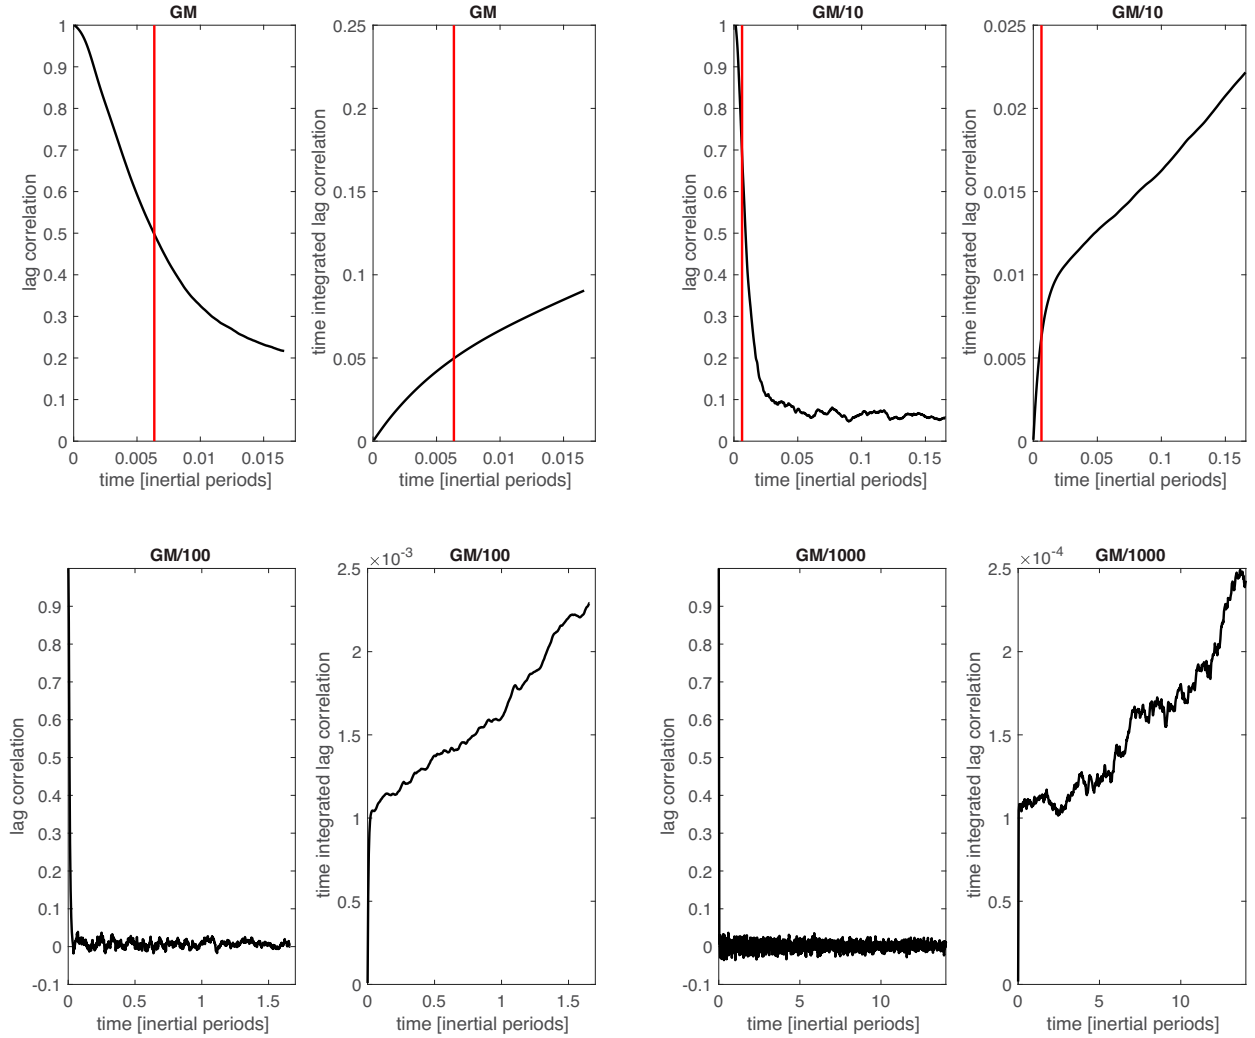 GM
1
0.9
0.8
0.7
0.6
0.5
0.4
0.3
0.2
0.1
0
lag correlation
0 0.005 0.01 0.015
time [inertial periods]
GM
0.25
0.2
0.15
0.1
0.05
0
time integrated lag correlation
0 0.005 0.01 0.015
time [inertial periods]
GM/10
1
0.9
0.8
0.7
0.6
0.5
0.4
0.3
0.2
0.1
0
lag correlation
0 0.05 0.1 0.15
time [inertial periods]
GM/10
0.025
0.02
0.015
0.01
0.005
0
time integrated lag correlation
0 0.05 0.1 0.15
time [inertial periods]
GM/100
0.9
0.8
0.7
0.6
0.5
0.4
0.3
0.2
0.1
0
-0.1
lag correlation
0 0.5 1 1.5
time [inertial periods]
×10-3
GM/100
2.5
2
1.5
1
0.5
0
time integrated lag correlation
0 0.5 1 1.5
time [inertial periods]
GM/1000
0.9
0.8
0.7
0.6
0.5
0.4
0.3
0.2
0.1
0
-0.1
lag correlation
0 5 10
time [inertial periods]
×10-4
GM/1000
2.5
2
1.5
1
0.5
0
time integrated lag correlation
0 5 10
time [inertial periods]